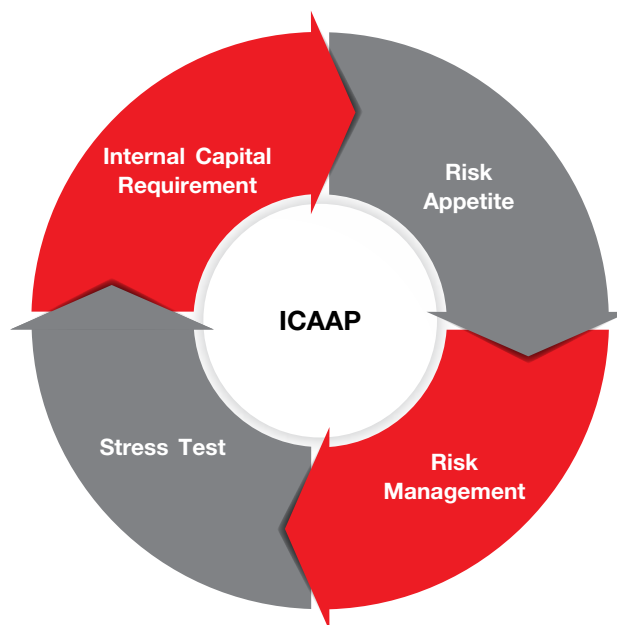 Internal Capital
Requirement
Risk
Appetite
ICAAP
Stress Test
Risk
Management